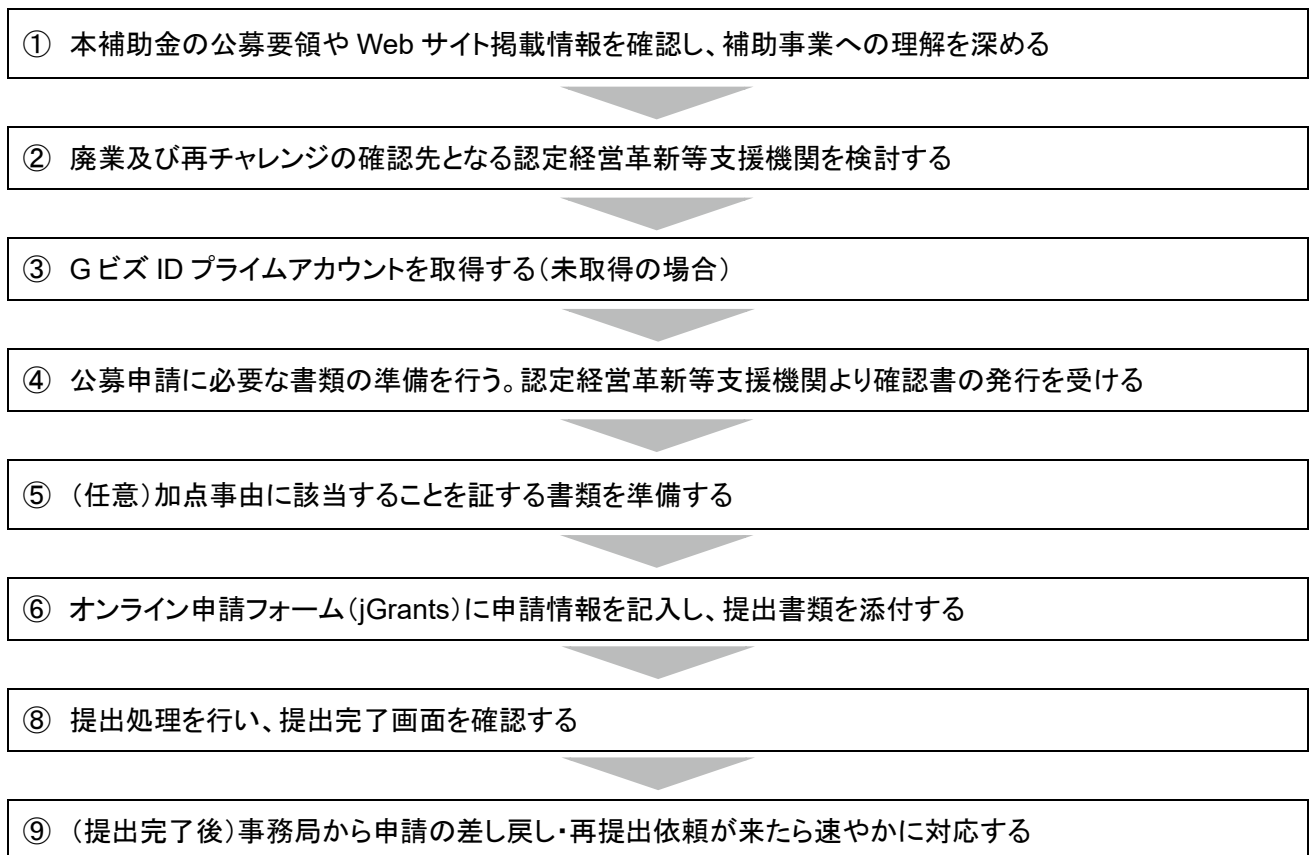 ① 本補助金の公募要領や Web サイト掲載情報を確認し、補助事業への理解を深める
② 廃業及び再チャレンジの確認先となる認定経営革新等支援機関を検討する
③ G ビズ ID プライムアカウントを取得する（未取得の場合）
④ 公募申請に必要な書類の準備を行う。認定経営革新等支援機関より確認書の発行を受ける
⑤ （任意）加点事由に該当することを証する書類を準備する
⑥ オンライン申請フォーム（jGrants）に申請情報を記入し、提出書類を添付する
⑧ 提出処理を行い、提出完了画面を確認する
⑨ （提出完了後）事務局から申請の差し戻し・再提出依頼が来たら速やかに対応する